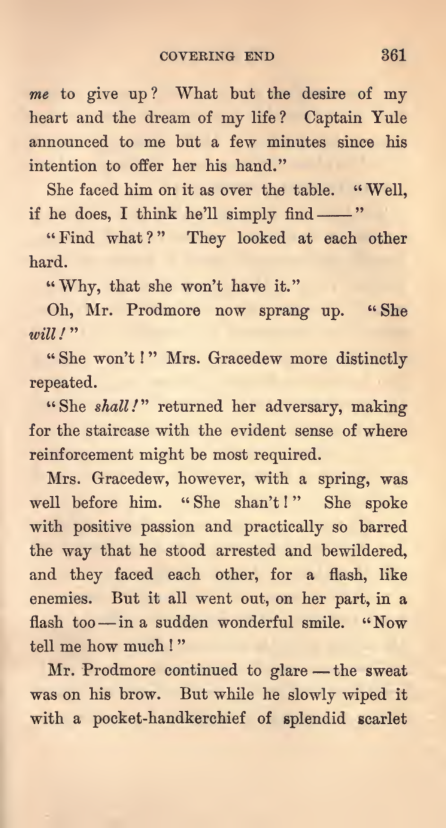 COVERING END 361
me to give up? What but the desire of my
heart and the dream of my life? Captain Yule
announced to me but a few minutes since his
intention to offer her his hand."
She faced him on it as over the table. "Well,
if he does, I think he'll simply find——"
"Find what?" They looked at each other
hard.
"Why, that she won't have it."
Oh, Mr. Prodmore now sprang up. "She
will!"
"She won't!" Mrs. Gracedew more distinctly
repeated.
"She shall!" returned her adversary, making
for the staircase with the evident sense of where
reinforcement might be most required.
Mrs. Gracedew, however, with a spring, was
well before him. "She shan't!" She spoke
with positive passion and practically so barred
the way that he stood arrested and bewildered,
and they faced each other, for a flash, like
enemies. But it all went out, on her part, in a
flash too—in a sudden wonderful smile. "Now
tell me how much!"
Mr. Prodmore continued to glare—the sweat
was on his brow. But while he slowly wiped it
with a pocket-handkerchief of splendid scarlet